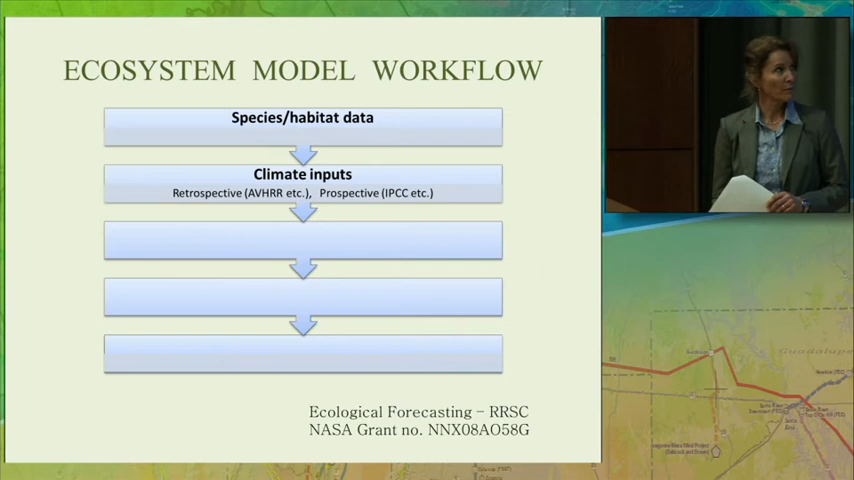 ECOSYSTEM MODEL WORKFLOW
Species/habitat data
Climate inputs
Retrospective (AVHRR etc.), Prospective (IPCC etc.)
Ecological Forecasting – RRSC
NASA Grant no. NNX08AO58G
Guadalupe